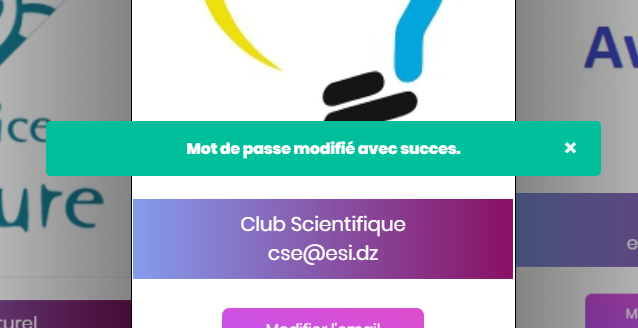 Av
ice
Mot de passe modifié avec succes. ×
ure
Club Scientifique
cse@esi.dz
e
turel
Modifier l'email
M